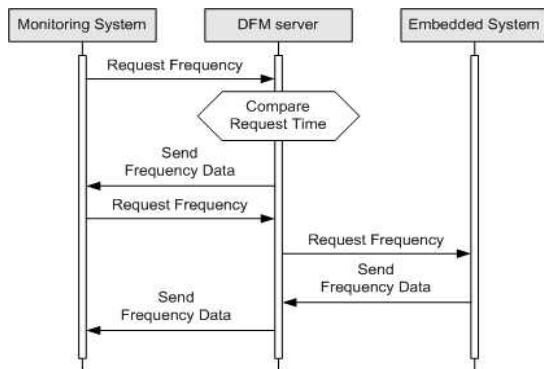 Monitoring System
DFM server
Embedded System
Request Frequency
Compare
Request Time
Send
Frequency Data
Request Frequency
Request Frequency
Send
Frequency Data
Send
Frequency Data